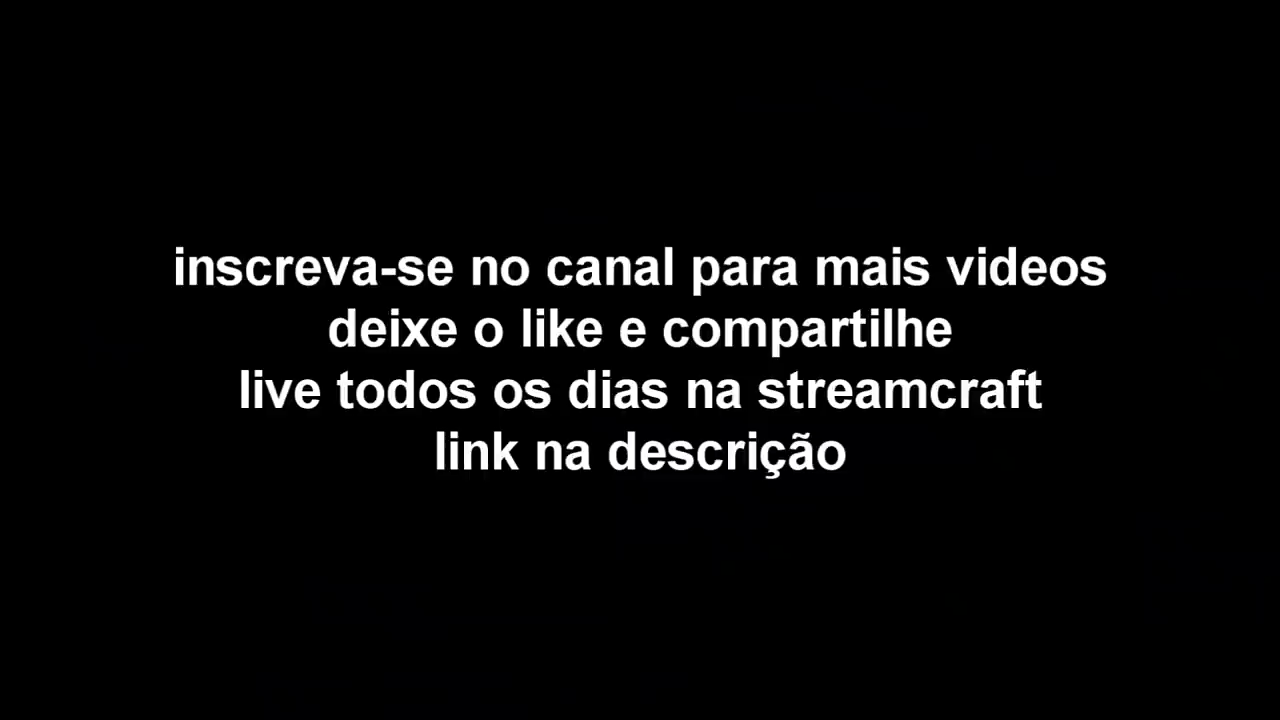 inscreva-se no canal para mais videos
deixe o like e compartilhe
live todos os dias na streamcraft
link na descrição